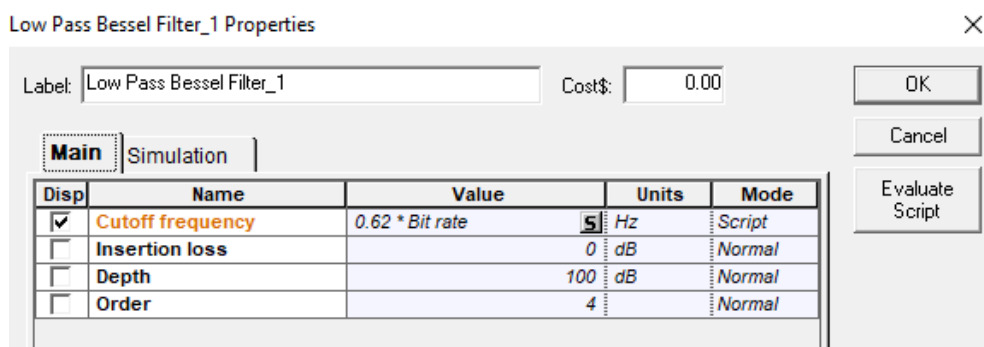 Low Pass Bessel Filter_1 Properties
Label: Low Pass Bessel Filter_1 Cost$: 0.00 OK
Cancel
Main Simulation
Evaluate Script
Disp Name Value Units Mode
Cutoff frequency 0.62 * Bit rate S Hz Script
Insertion loss 0 dB Normal
Depth 100 dB Normal
Order 4 Normal